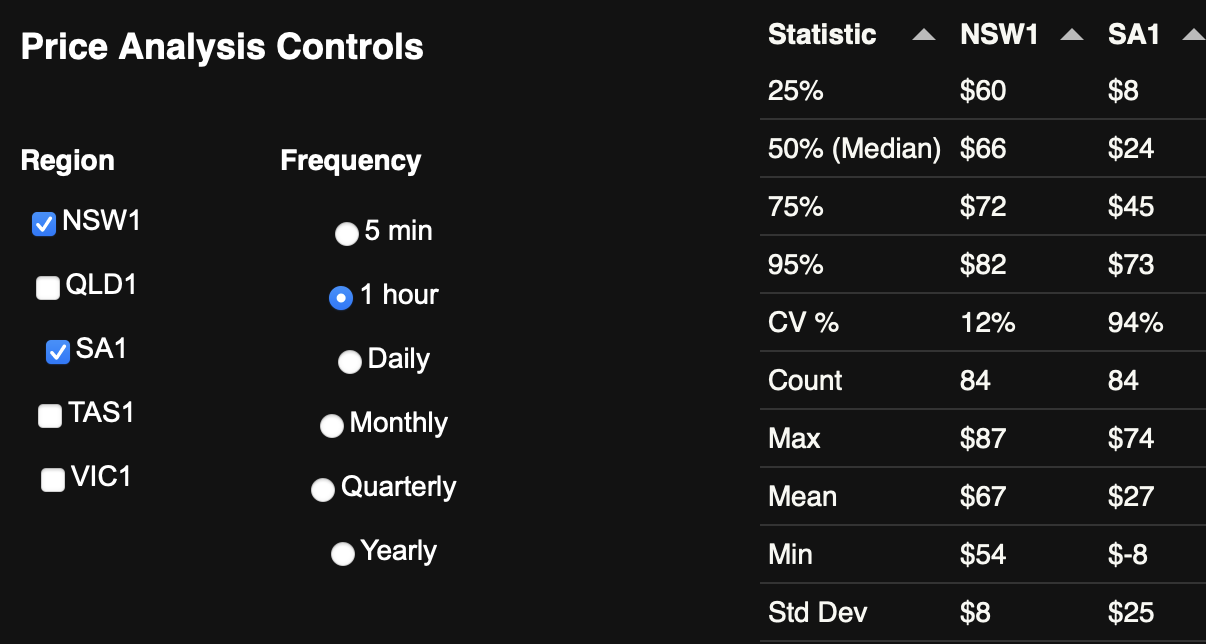 Price Analysis Controls
Region
NSW1
QLD1
SA1
TAS1
VIC1
Frequency
5 min
1 hour
Daily
Monthly
Quarterly
Yearly
Statistic NSW1 SA1
25% $60 $8
50% (Median) $66 $24
75% $72 $45
95% $82 $73
CV % 12% 94%
Count 84 84
Max $87 $74
Mean $67 $27
Min $54 $-8
Std Dev $8 $25